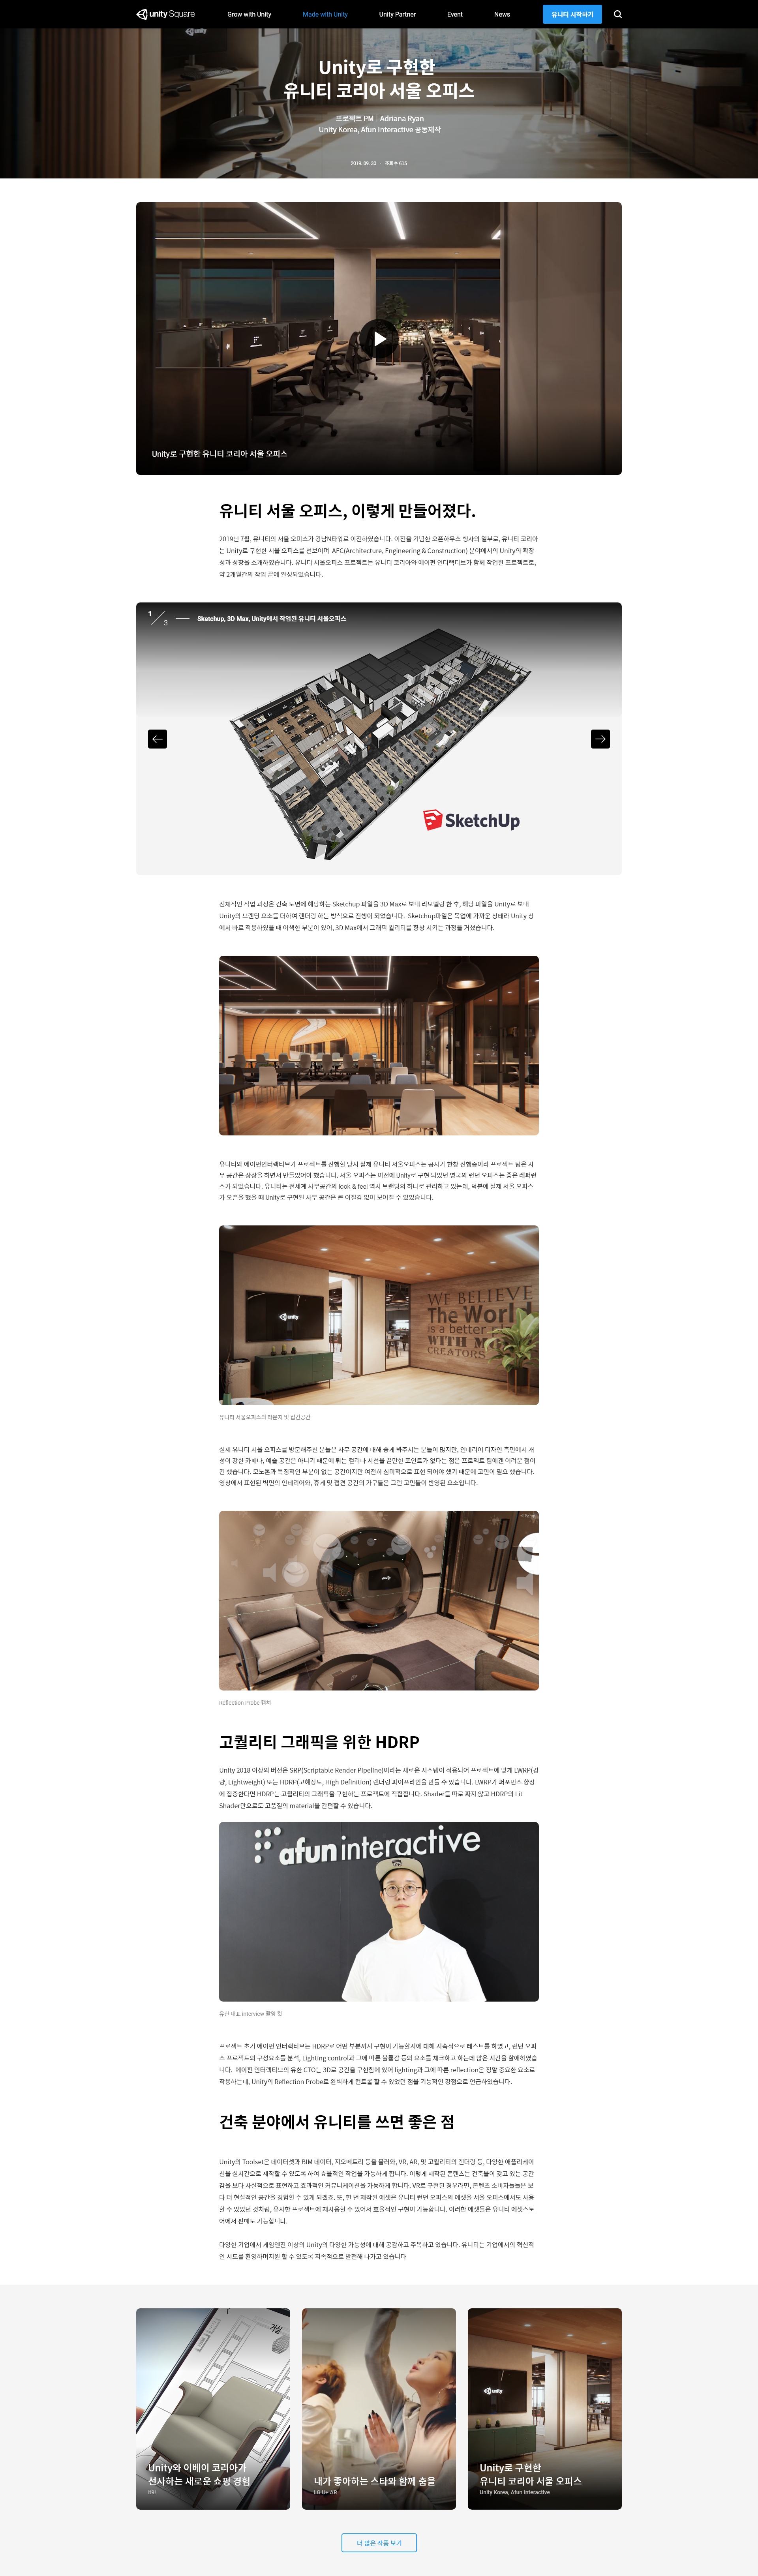 unity Square
Grow with Unity
Made with Unity
Unity Partner
Event
News
유니티 시작하기
unity
Unity로 구현한
유니티 코리아 서울 오피스
프로젝트 PM | Adriana Ryan
Unity Korea, Afun Interactive 공동제작
2019. 09. 30 조회수 615
Unity로 구현한 유니티 코리아 서울 오피스
유니티 서울 오피스, 이렇게 만들어졌다.
2019년 7월, 유니티의 서울 오피스가 강남N타워로 이전하였습니다. 이전을 기념한 오픈하우스 행사의 일부로, 유니티 코리아
는 Unity로 구현한 서울 오피스를 선보이며 AEC(Architecture, Engineering & Construction) 분야에서의 Unity의 확장
성과 성장을 소개하였습니다. 유니티 서울오피스 프로젝트는 유니티 코리아와 에이펀 인터랙티브가 함께 작업한 프로젝트로,
약 2개월간의 작업 끝에 완성되었습니다.
1
3
Sketchup, 3D Max, Unity에서 작업된 유니티 서울오피스
SketchUp
전체적인 작업 과정은 건축 도면에 해당하는 Sketchup 파일을 3D Max로 보내 리모델링 한 후, 해당 파일을 Unity로 보내
Unity의 브랜딩 요소를 더하여 렌더링 하는 방식으로 진행이 되었습니다. Sketchup파일은 목업에 가까운 상태라 Unity 상
에서 바로 적용하였을 때 어색한 부분이 있어, 3D Max에서 그래픽 퀄리티를 향상 시키는 과정을 거쳤습니다.
유니티와 에이펀인터랙티브가 프로젝트를 진행할 당시 실제 유니티 서울오피스는 공사가 한창 진행중이라 프로젝트 팀은 사
무 공간은 상상을 하면서 만들었어야 했습니다. 서울 오피스는 이전에 Unity로 구현 되었던 영국의 런던 오피스는 좋은 레퍼런
스가 되었습니다. 유니티는 전세계 사무공간의 look & feel 역시 브랜딩의 하나로 관리하고 있는데, 덕분에 실제 서울 오피스
가 오픈을 했을 때 Unity로 구현된 사무 공간은 큰 이질감 없이 보여질 수 있었습니다.
unity
WE BELIEVE
The World
is a better
WITH M
CREATORS
유니티 서울오피스의 라운지 및 접견공간
실제 유니티 서울 오피스를 방문해주신 분들은 사무 공간에 대해 좋게 봐주시는 분들이 많지만, 인테리어 디자인 측면에서 개
성이 강한 카페나, 예술 공간은 아니기 때문에 튀는 컬러나 시선을 끌만한 포인트가 없다는 점은 프로젝트 팀에겐 어려운 점이
긴 했습니다. 모노톤과 특징적인 부분이 없는 공간이지만 여전히 심미적으로 표현 되어야 했기 때문에 고민이 필요 했습니다.
영상에서 표현된 벽면의 인테리어와, 휴게 및 접견 공간의 가구들은 그런 고민들이 반영된 요소입니다.
Reflection Probe 캡쳐
고퀄리티 그래픽을 위한 HDRP
Unity 2018 이상의 버전은 SRP(Scriptable Render Pipeline)이라는 새로운 시스템이 적용되어 프로젝트에 맞게 LWRP(경
량, Lightweight) 또는 HDRP(고해상도, High Definition) 렌더링 파이프라인을 만들 수 있습니다. LWRP가 퍼포먼스 향상
에 집중한다면 HDRP는 고퀄리티의 그래픽을 구현하는 프로젝트에 적합합니다. Shader를 따로 짜지 않고 HDRP의 Lit
Shader만으로도 고품질의 material을 간편할 수 있습니다.
afun interactive
유한 대표 interview 촬영 컷
프로젝트 초기 에이펀 인터랙티브는 HDRP로 어떤 부분까지 구현이 가능할지에 대해 지속적으로 테스트를 하였고, 런던 오피
스 프로젝트의 구성요소를 분석, Lighting control과 그에 따른 볼륨감 등의 요소를 체크하고 하는데 많은 시간을 할애하였습
니다. 에이펀 인터랙티브의 유한 CTO는 3D로 공간을 구현함에 있어 lighting과 그에 따른 reflection은 정말 중요한 요소로
작용하는데, Unity의 Reflection Probe로 완벽하게 컨트롤 할 수 있었던 점을 기능적인 강점으로 언급하였습니다.
건축 분야에서 유니티를 쓰면 좋은 점
Unity의 Toolset은 데이터셋과 BIM 데이터, 지오메트리 등을 불러와, VR, AR, 및 고퀄리티의 렌더링 등, 다양한 애플리케이
션을 실시간으로 제작할 수 있도록 하여 효율적인 작업을 가능하게 합니다. 이렇게 제작된 콘텐츠는 건축물이 갖고 있는 공간
감을 보다 사실적으로 표현하고 효과적인 커뮤니케이션을 가능하게 합니다. VR로 구현된 경우라면, 콘텐츠 소비자들들은 보
다 더 현실적인 공간을 경험할 수 있게 되겠죠. 또, 한 번 제작된 에셋은 유니티 런던 오피스의 에셋을 서울 오피스에서도 사용
할 수 있었던 것처럼, 유사한 프로젝트에 재사용할 수 있어서 효율적인 구현이 가능합니다. 이러한 에셋들은 유니티 에셋스토
어에서 판매도 가능합니다.
다양한 기업에서 게임엔진 이상의 Unity의 다양한 가능성에 대해 공감하고 주목하고 있습니다. 유니티는 기업에서의 혁신적
인 시도를 환영하며지원 할 수 있도록 지속적으로 발전해 나가고 있습니다
거실
Unity와 이베이 코리아가
선사하는 새로운 쇼핑 경험
내가 좋아하는 스타와 함께 춤을
LG U+ AR
unity
Unity로 구현한
유니티 코리아 서울 오피스
Unity Korea, Afun Interactive
더 많은 작품 보기